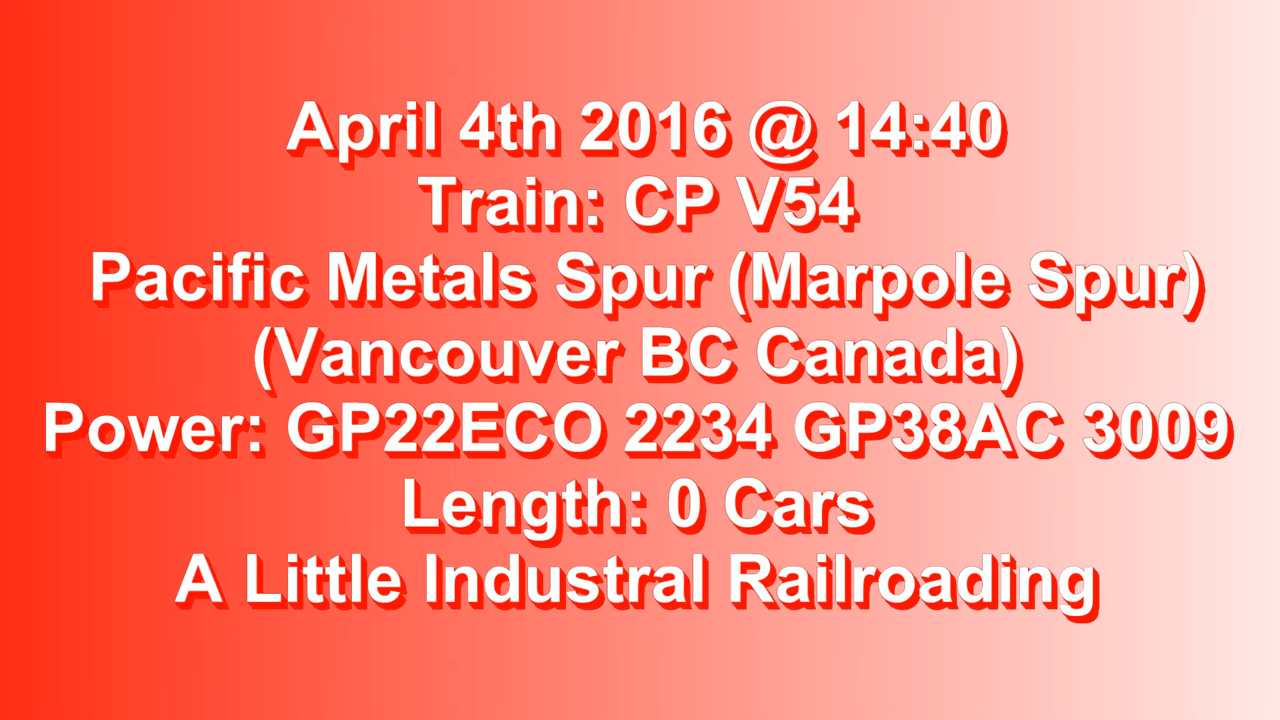 April 4th 2016 @ 14:40
Train: CP V54
Pacific Metals Spur (Marpole Spur)
(Vancouver BC Canada)
Power: GP22ECO 2234 GP38AC 3009
Length: 0 Cars
A Little Industral Railroading